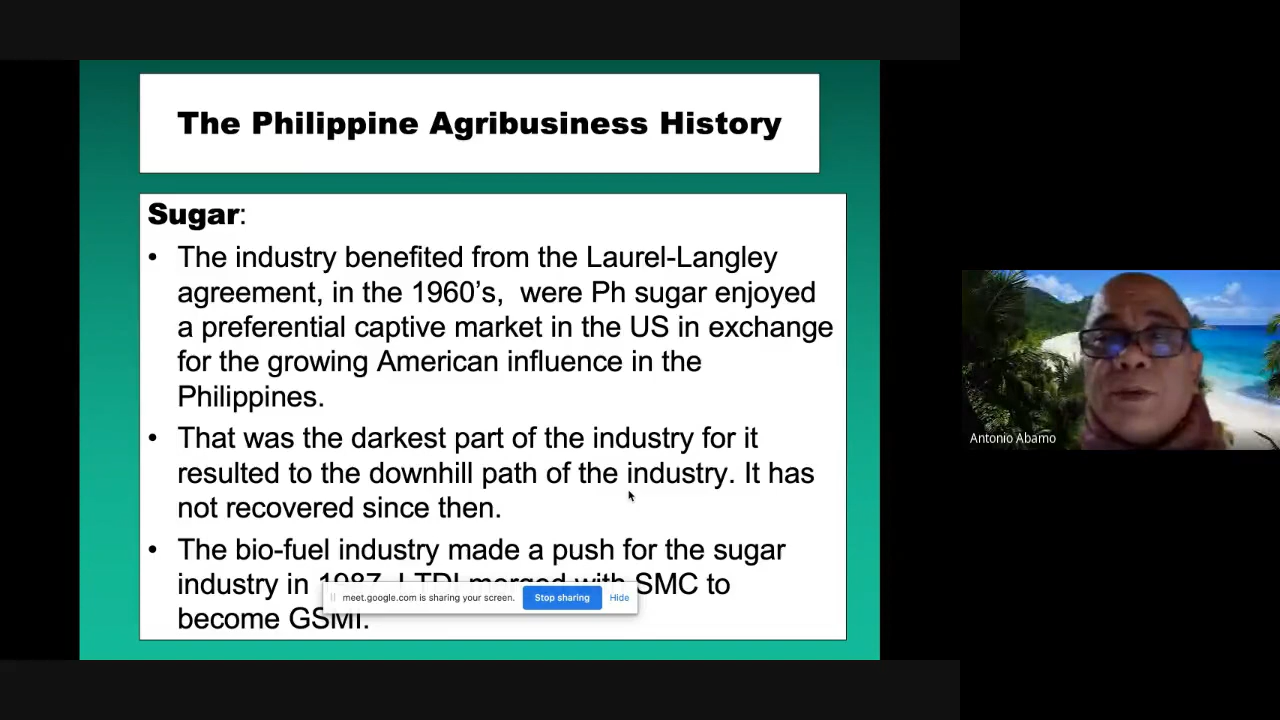 The Philippine Agribusiness History
Sugar:
• The industry benefited from the Laurel-Langley
agreement, in the 1960's, were Ph sugar enjoyed
a preferential captive market in the US in exchange
for the growing American influence in the
Philippines.
• That was the darkest part of the industry for it
resulted to the downhill path of the industry. It has
not recovered since then.
• The bio-fuel industry made a push for the sugar
industry in 1987. LTDI merged with SMC to
become GSMI.
meet.google.com is sharing your screen. Stop sharing Hide
Antonio Abamo